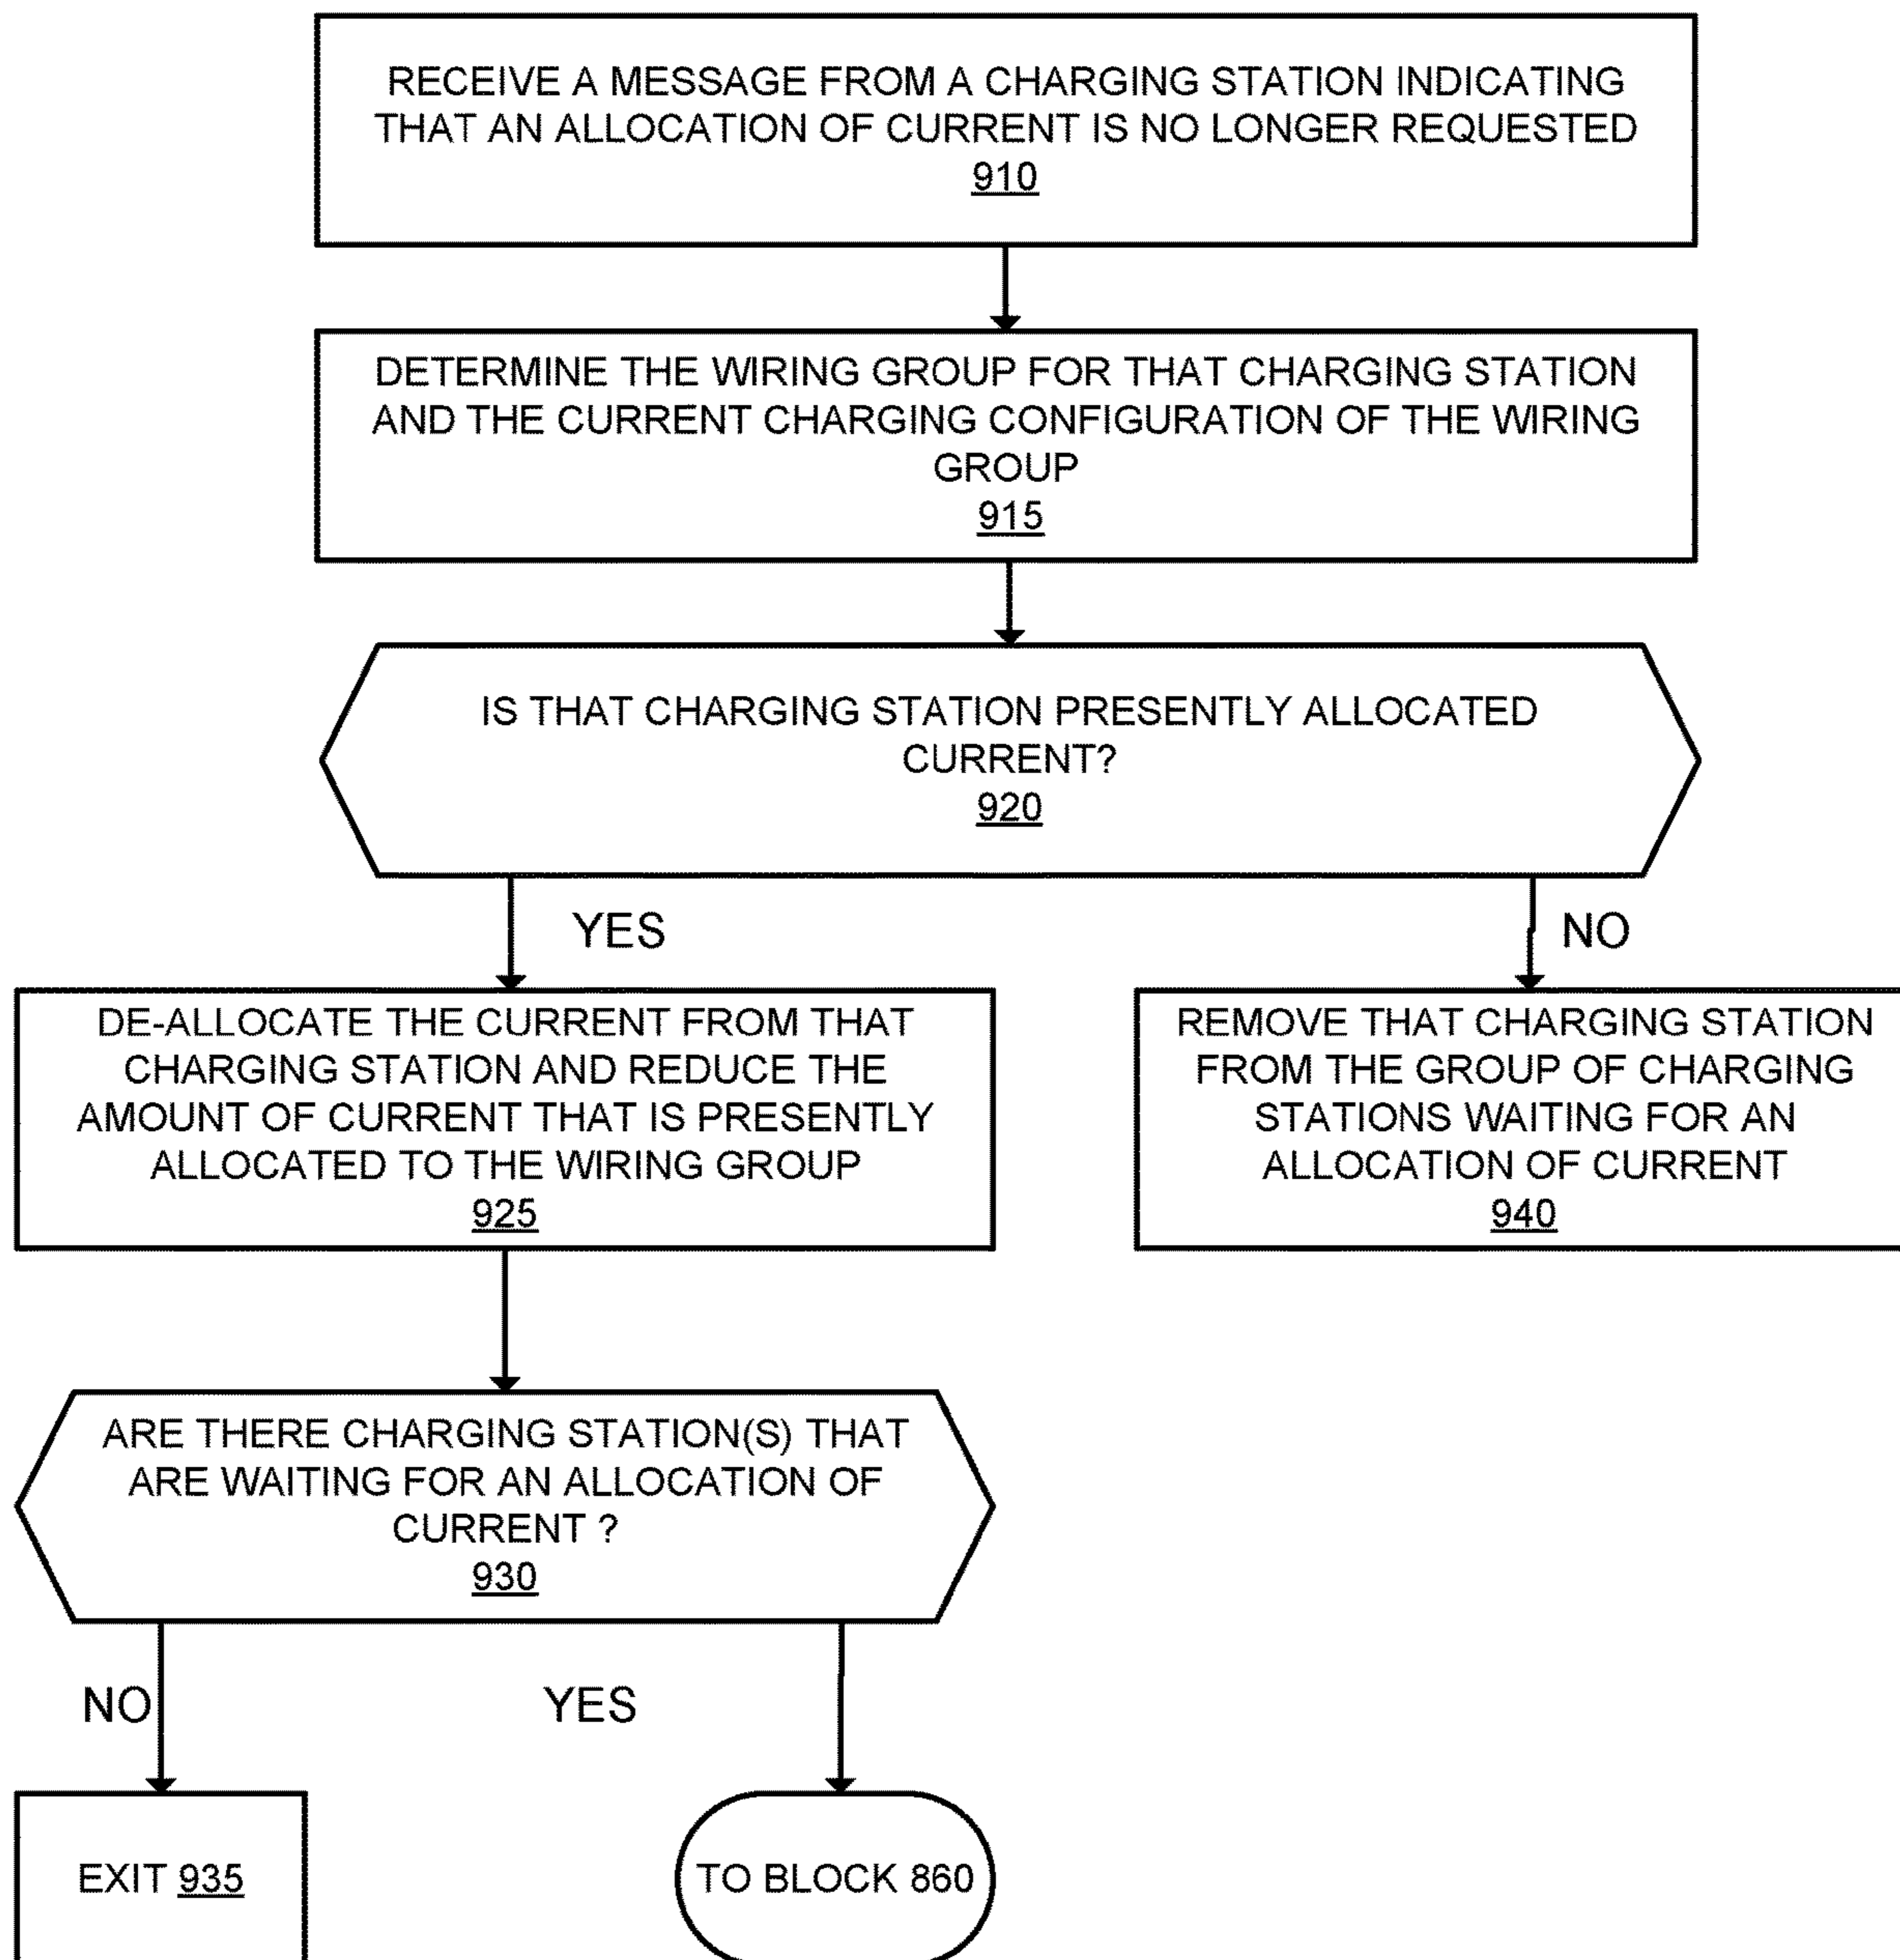 RECEIVE A MESSAGE FROM A CHARGING STATION INDICATING
THAT AN ALLOCATION OF CURRENT IS NO LONGER REQUESTED
910
DETERMINE THE WIRING GROUP FOR THAT CHARGING STATION
AND THE CURRENT CHARGING CONFIGURATION OF THE WIRING
GROUP
915
IS THAT CHARGING STATION PRESENTLY ALLOCATED
CURRENT?
920
YES
NO
DE-ALLOCATE THE CURRENT FROM THAT
CHARGING STATION AND REDUCE THE
AMOUNT OF CURRENT THAT IS PRESENTLY
ALLOCATED TO THE WIRING GROUP
925
REMOVE THAT CHARGING STATION
FROM THE GROUP OF CHARGING
STATIONS WAITING FOR AN
ALLOCATION OF CURRENT
940
ARE THERE CHARGING STATION(S) THAT
ARE WAITING FOR AN ALLOCATION OF
CURRENT ?
930
NO
YES
EXIT 935
TO BLOCK 860